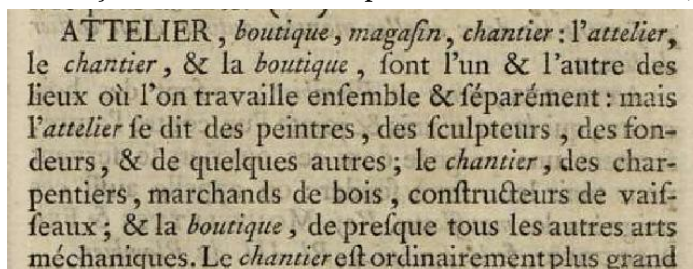 ATTELIER, boutique, magaſin, chantier : l'attelier,
le chantier, & la boutique, ſont l'un & l'autre des
lieux où l'on travaille enſemble & ſéparément : mais
l'attelier ſe dit des peintres, des ſculpteurs, des fon-
deurs, & de quelques autres ; le chantier, des char-
pentiers, marchands de bois, conſtructeurs de vaiſ-
ſeaux ; & la boutique, de preſque tous les autres arts
méchaniques. Le chantier eſt ordinairement plus grand